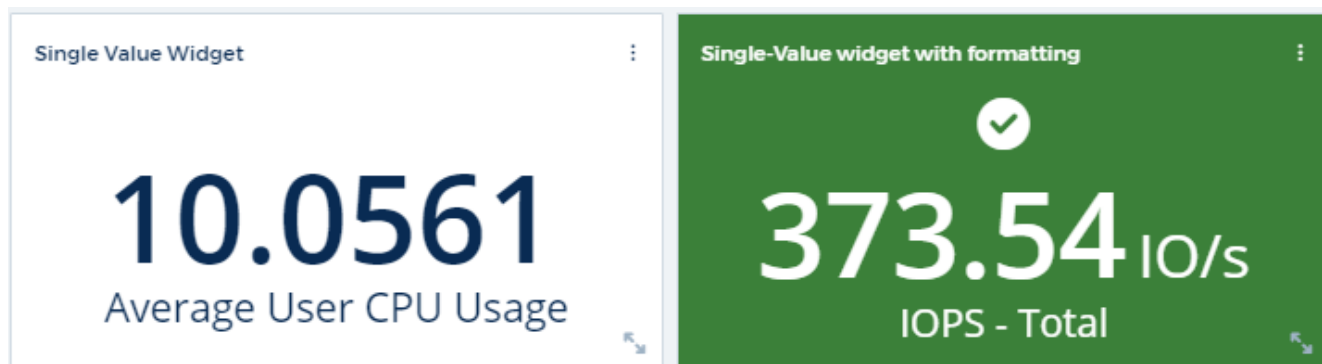 Single Value Widget
10.0561
Average User CPU Usage
Single-Value widget with formatting
373.54 IO/s
IOPS - Total